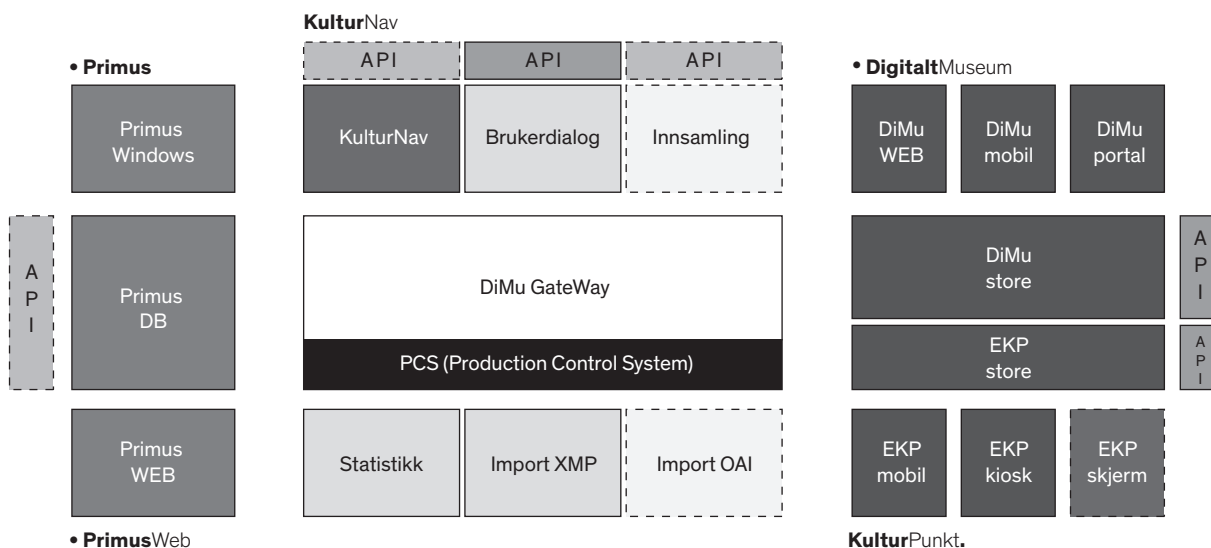 KulturNav
• Primus
API
API
API
• DigitaltMuseum
Primus
Windows
KulturNav
Brukerdialog
Innsamling
DiMu
WEB
DiMu
mobil
DiMu
portal
A
P
I
Primus
DB
DiMu GateWay
PCS (Production Control System)
DiMu
store
A
P
I
EKP
store
A
P
I
Primus
WEB
Statistikk
Import XMP
Import OAI
EKP
mobil
EKP
kiosk
EKP
skjerm
• PrimusWeb
KulturPunkt.